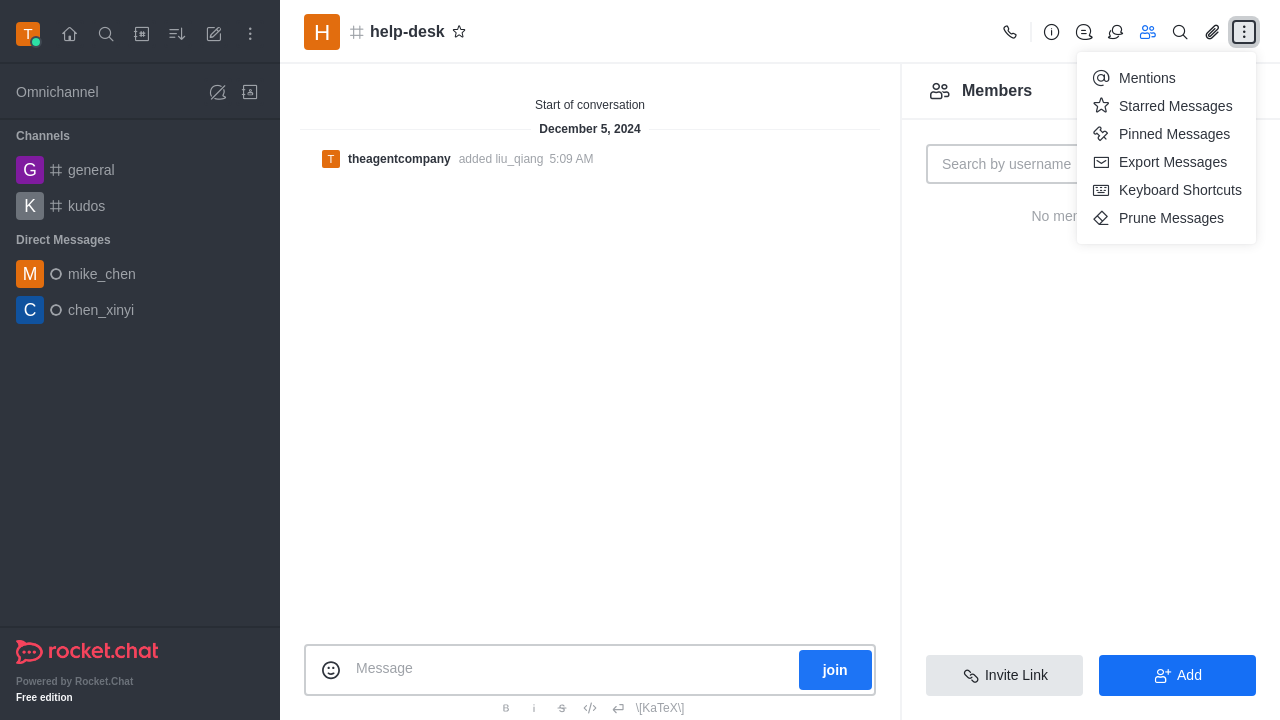 T
Omnichannel
Channels
G general
K kudos
Direct Messages
M mike_chen
C chen_xinyi
rocket.chat
Powered by Rocket.Chat
Free edition
H help-desk
Start of conversation
December 5, 2024
T theagentcompany added liu_qiang 5:09 AM
Message
join
\[KaTeX\]
Members
Search by username
Mentions
Starred Messages
Pinned Messages
Export Messages
Keyboard Shortcuts
Prune Messages
Invite Link
Add